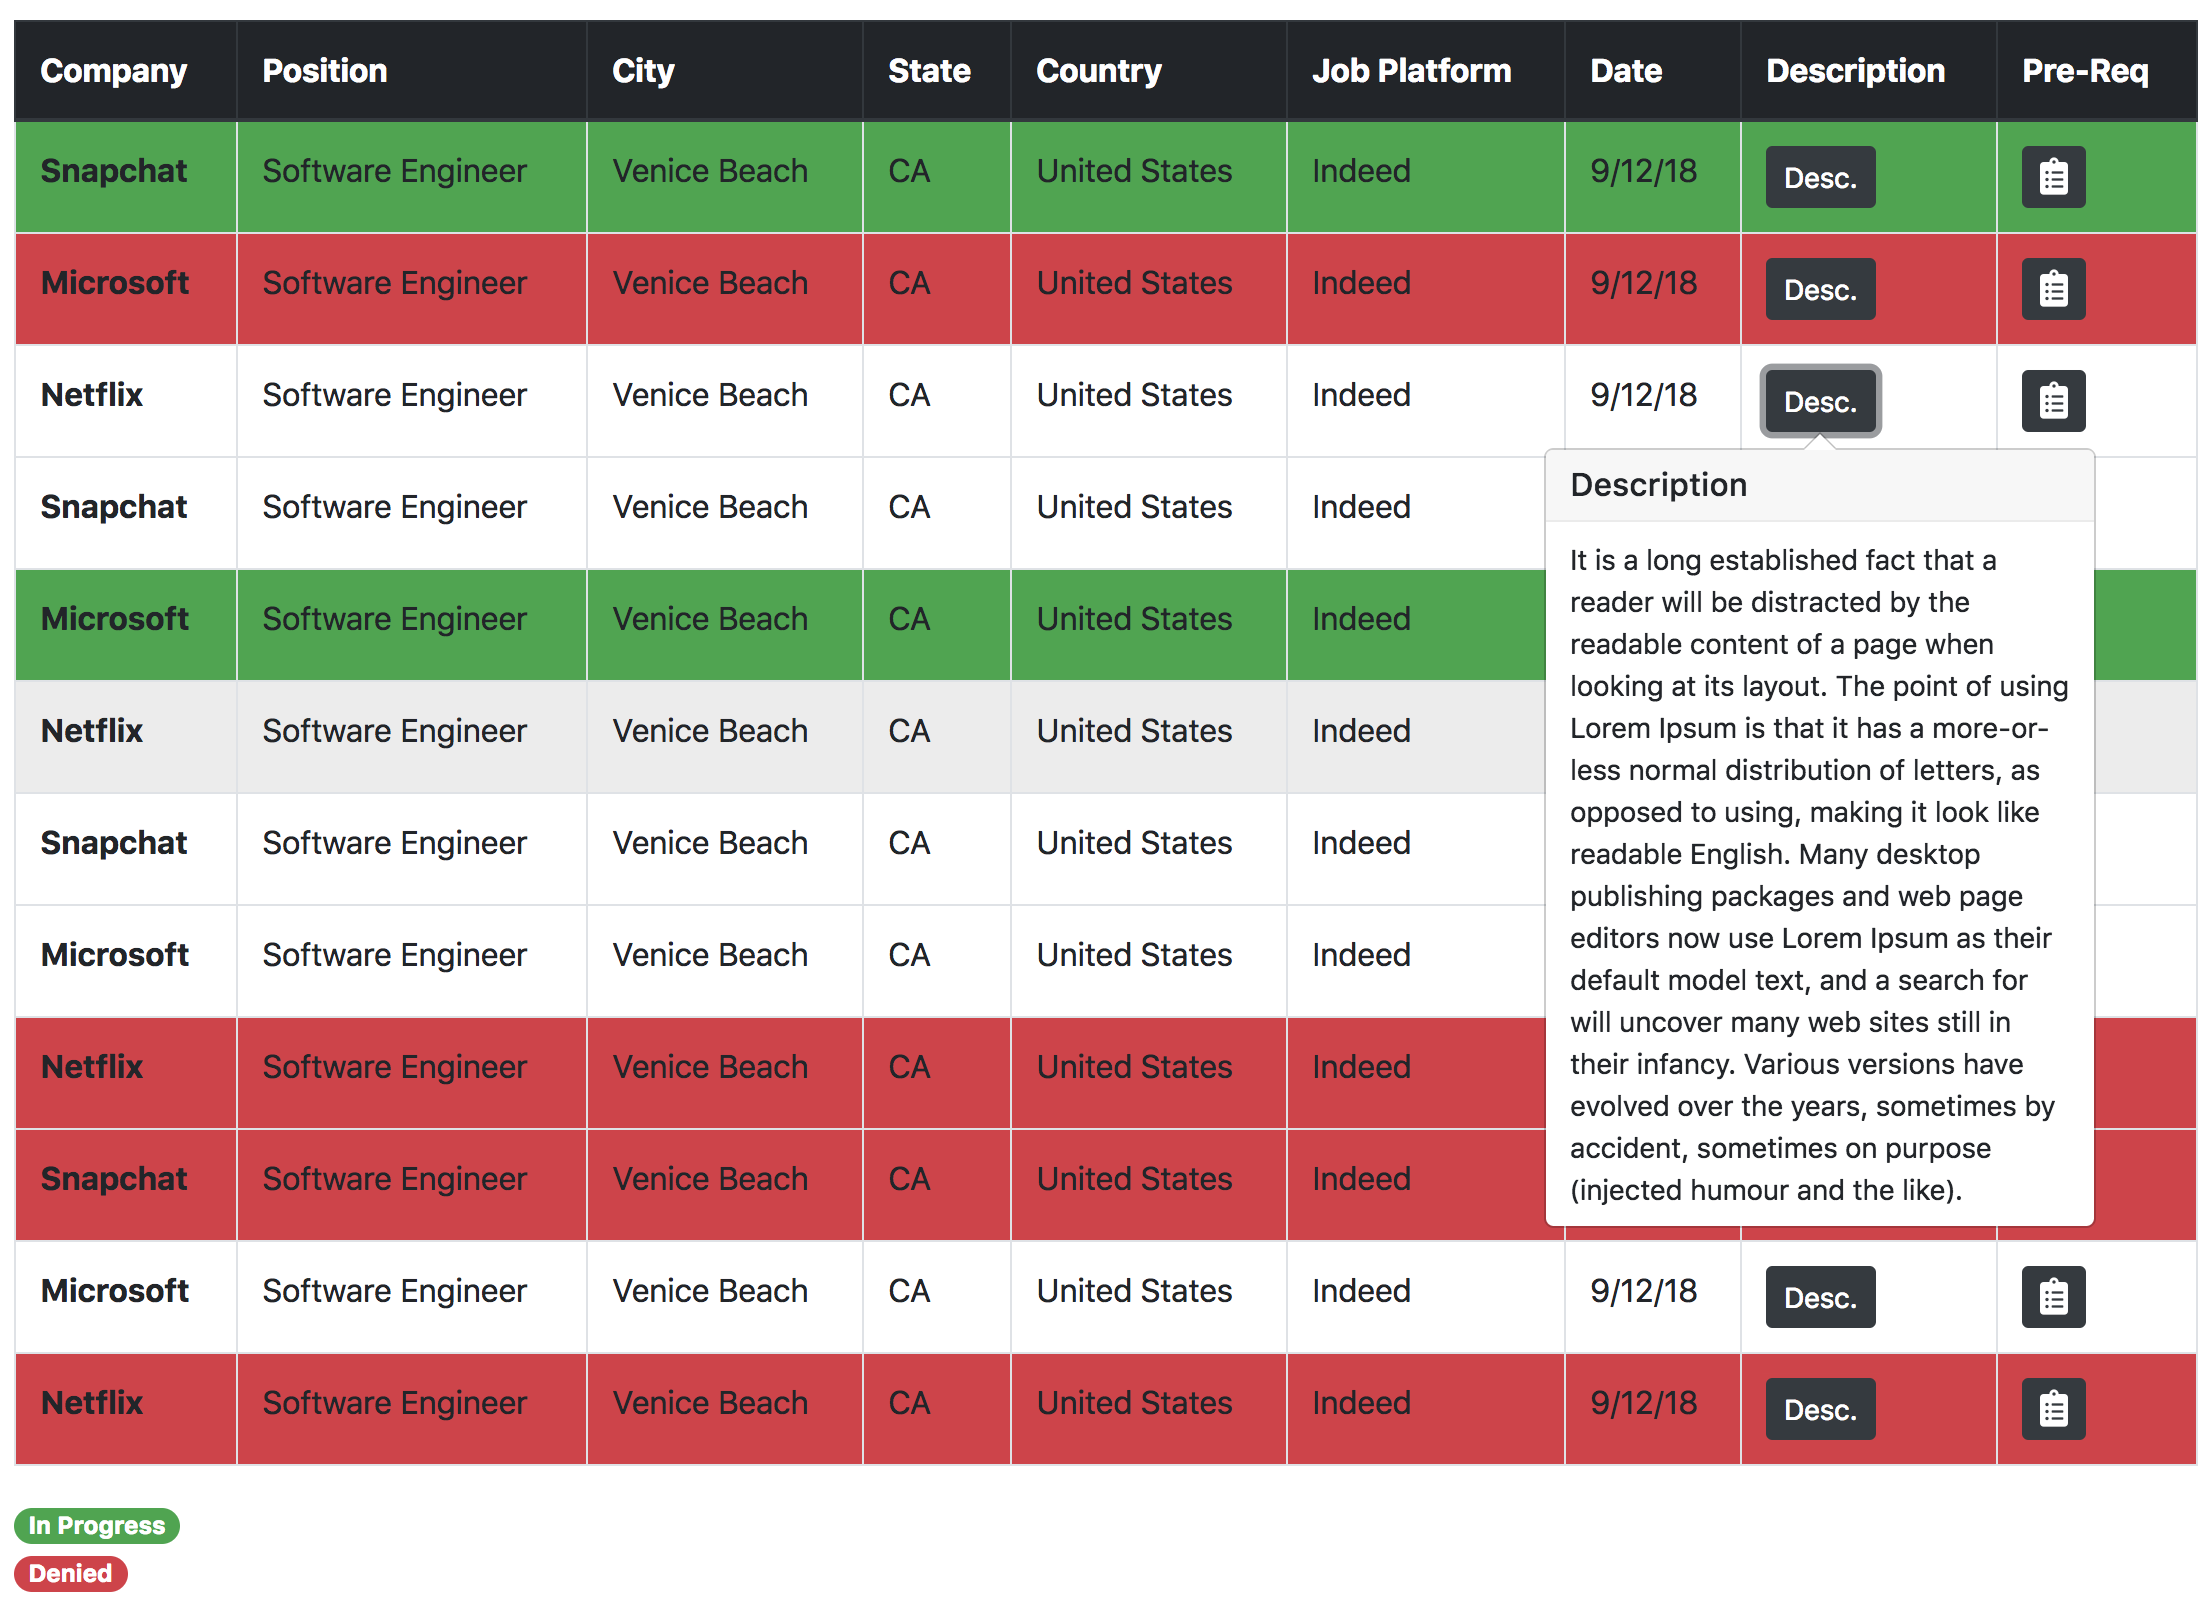 Company Position City State Country Job Platform Date Description Pre-Req
Snapchat Software Engineer Venice Beach CA United States Indeed 9/12/18 Desc.
Microsoft Software Engineer Venice Beach CA United States Indeed 9/12/18 Desc.
Netflix Software Engineer Venice Beach CA United States Indeed 9/12/18 Desc.
Snapchat Software Engineer Venice Beach CA United States Indeed
Microsoft Software Engineer Venice Beach CA United States Indeed
Netflix Software Engineer Venice Beach CA United States Indeed
Snapchat Software Engineer Venice Beach CA United States Indeed
Microsoft Software Engineer Venice Beach CA United States Indeed
Netflix Software Engineer Venice Beach CA United States Indeed
Snapchat Software Engineer Venice Beach CA United States Indeed
Description
It is a long established fact that a
reader will be distracted by the
readable content of a page when
looking at its layout. The point of using
Lorem Ipsum is that it has a more-or-
less normal distribution of letters, as
opposed to using, making it look like
readable English. Many desktop
publishing packages and web page
editors now use Lorem Ipsum as their
default model text, and a search for
will uncover many web sites still in
their infancy. Various versions have
evolved over the years, sometimes by
accident, sometimes on purpose
(injected humour and the like).
Microsoft Software Engineer Venice Beach CA United States Indeed 9/12/18 Desc.
Netflix Software Engineer Venice Beach CA United States Indeed 9/12/18 Desc.
In Progress
Denied